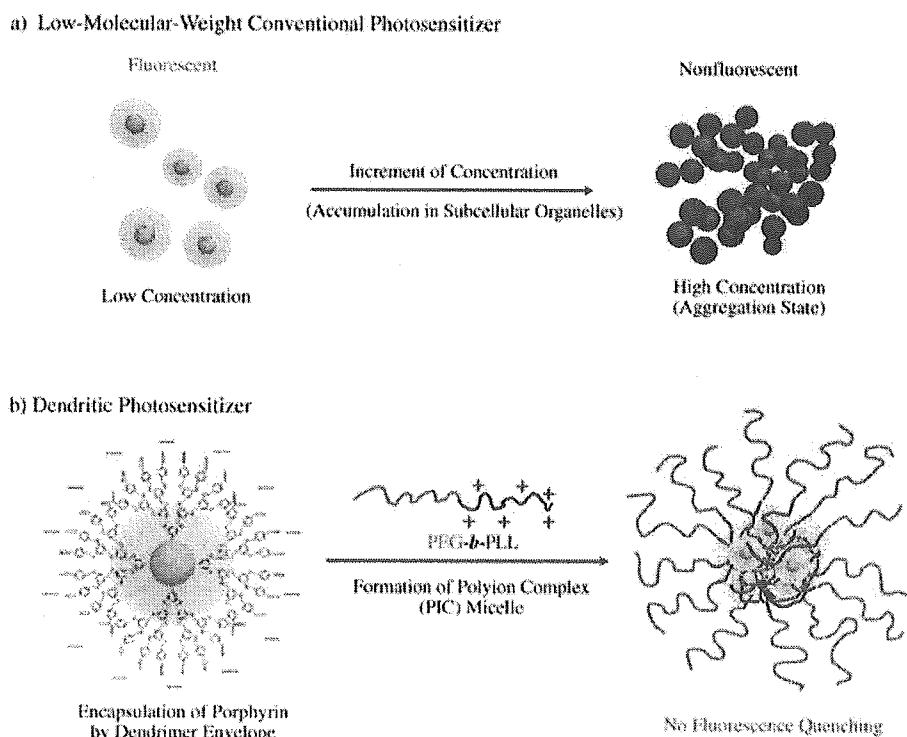 a) Low-Molecular-Weight Conventional Photosensitizer
Fluorescent
Nonfluorescent
Increment of Concentration
(Accumulation in Subcellular Organelles)
Low Concentration
High Concentration
(Aggregation State)
b) Dendritic Photosensitizer
PEG-b-PLL
Formation of Polyion Complex
(PIC) Micelle
Encapsulation of Porphyrin
by Dendrimer Envelope
No Fluorescence Quenching